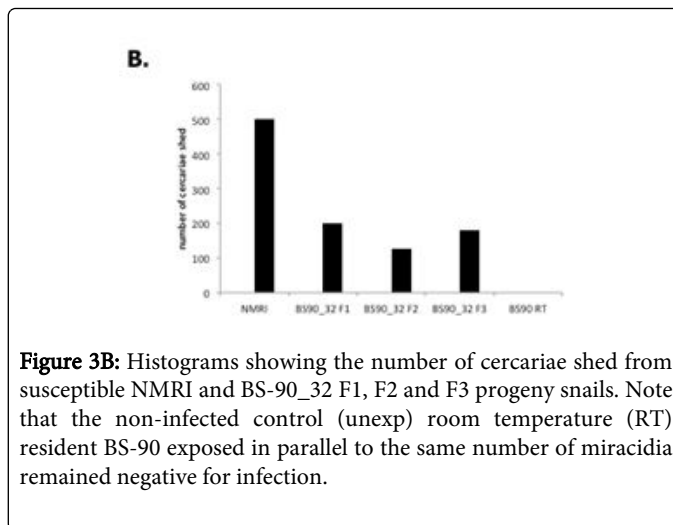 B.
600
500
400
300
200
100
0
number of cercariae shed
NMRI BS90_32 F1 BS90_32 F2 BS90_32 F3 BS90 RT
Figure 3B: Histograms showing the number of cercariae shed from
susceptible NMRI and BS-90_32 F1, F2 and F3 progeny snails. Note
that the non-infected control (unexp) room temperature (RT)
resident BS-90 exposed in parallel to the same number of miracidia
remained negative for infection.